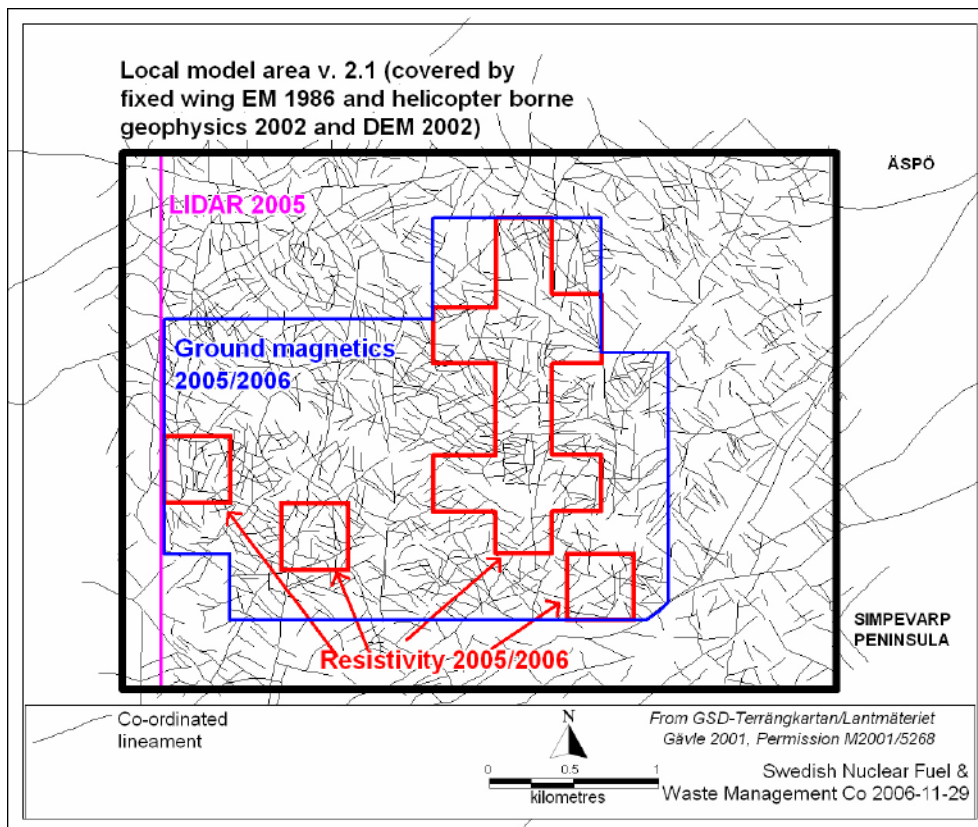 Local model area v. 2.1 (covered by
fixed wing EM 1986 and helicopter borne
geophysics 2002 and DEM 2002)
ÄSPÖ
LIDAR 2005
Ground magnetics
2005/2006
SIMPEVARP
PENINSULA
Resistivity 2005/2006
Co-ordinated
lineament
N
From GSD-Terrängkartan/Lantmäteriet
Gävle 2001, Permission M2001/5268
0 0.5 1
kilometres
Swedish Nuclear Fuel &
Waste Management Co 2006-11-29